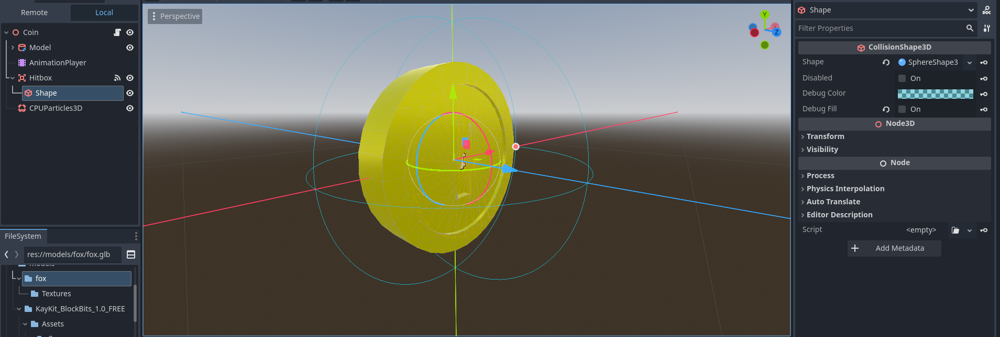 Remote
Local
Coin
Model
AnimationPlayer
Hitbox
Shape
CPUParticles3D
FileSystem
res://models/fox/fox.glb
models
fox
Textures
KayKit_BlockBits_1.0_FREE
Assets
Perspective
Y
X
Z
Shape
DOC
Filter Properties
CollisionShape3D
Shape
SphereShape3
Disabled
On
Debug Color
Debug Fill
On
Node3D
Transform
Visibility
Node
Process
Physics Interpolation
Auto Translate
Editor Description
Script
<empty>
Add Metadata